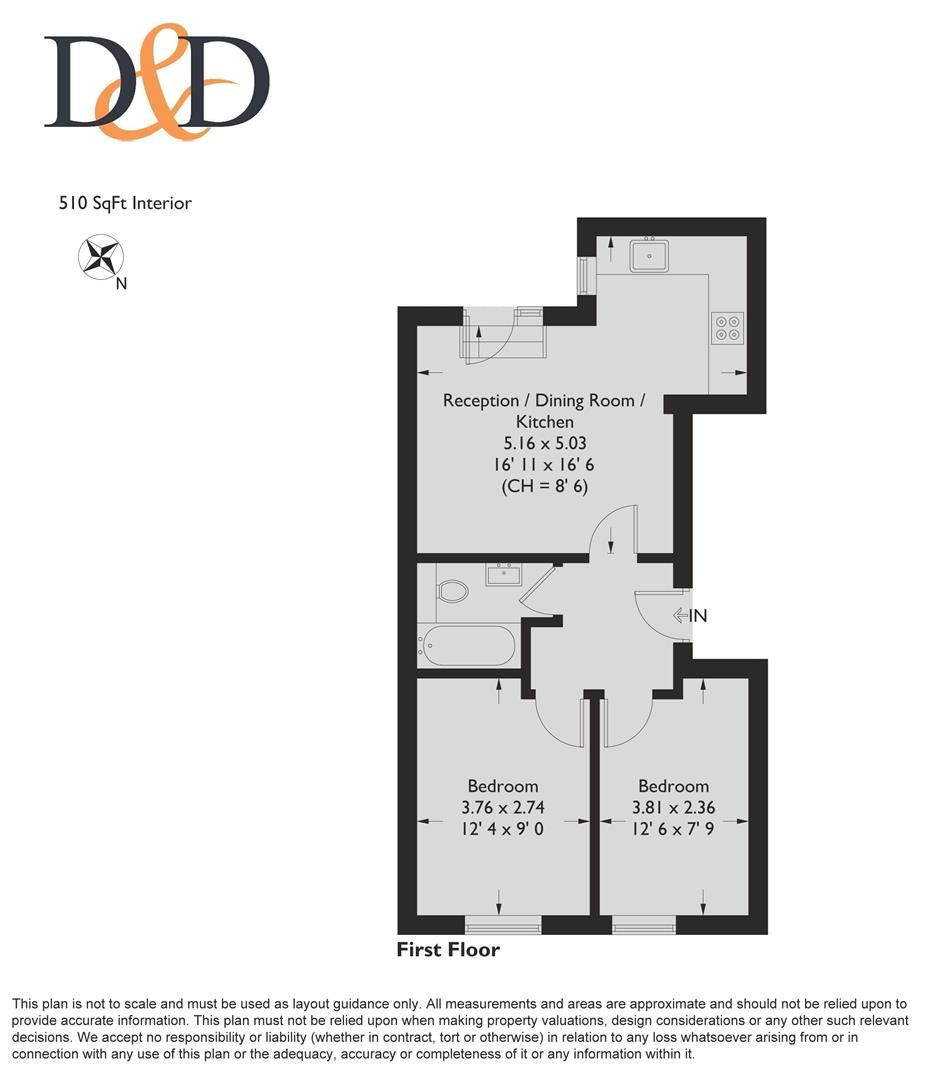 D&D
510 SqFt Interior
N
Reception / Dining Room /
Kitchen
5.16 x 5.03
16' 11 x 16' 6
(CH = 8' 6)
IN
Bedroom
3.76 x 2.74
12' 4 x 9' 0
Bedroom
3.81 x 2.36
12' 6 x 7' 9
First Floor
This plan is not to scale and must be used as layout guidance only. All measurements and areas are approximate and should not be relied upon to
provide accurate information. This plan must not be relied upon when making property valuations, design considerations or any other such relevant
decisions. We accept no responsibility or liability (whether in contract, tort or otherwise) in relation to any loss whatsoever arising from or in
connection with any use of this plan or the adequacy, accuracy or completeness of it or any information within it.